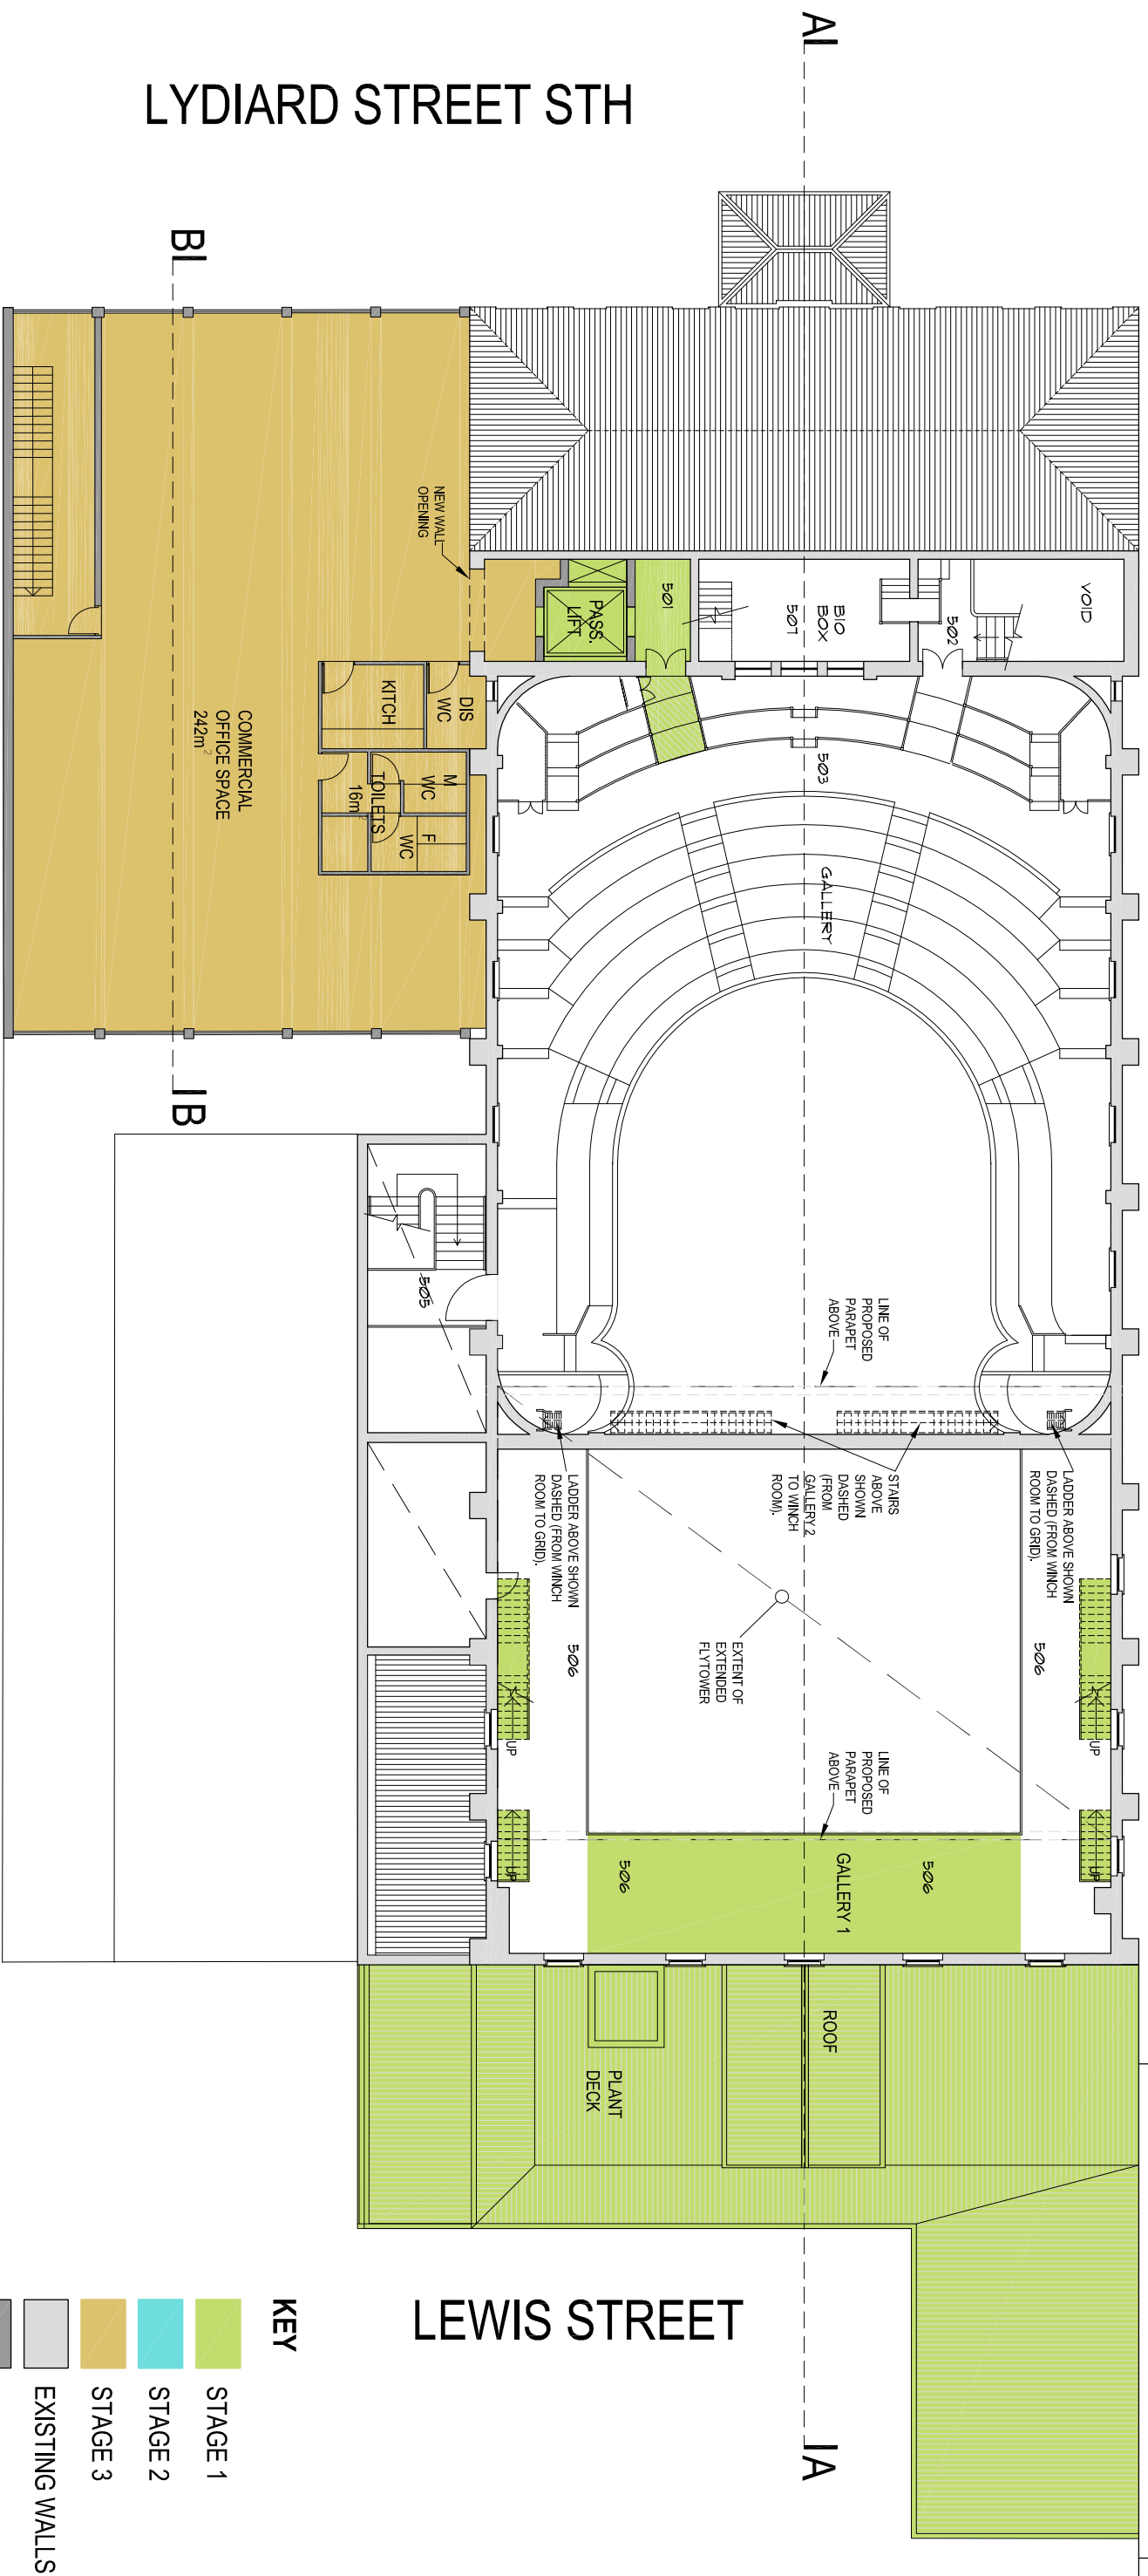 AI
LYDIARD STREET STH
BI
VOID
502
BIO
BOX
507
501
PASS.
LIFT
NEW WALL
OPENING
DIS
WC
KITCH
M
WC
TOILETS
16m²
F
WC
COMMERCIAL
OFFICE SPACE
242m²
503
GALLERY
IB
505
LINE OF
PROPOSED
PARAPET
ABOVE
LADDER ABOVE SHOWN
DASHED (FROM WINCH
ROOM TO GRID).
STAIRS
ABOVE
SHOWN
DASHED
(FROM
GALLERY 2
TO WINCH
ROOM).
LADDER ABOVE SHOWN
DASHED (FROM WINCH
ROOM TO GRID).
506
506
EXTENT OF
EXTENDED
FLYTOWER
UP
UP
LINE OF
PROPOSED
PARAPET
ABOVE
UP
UP
GALLERY 1
506
506
ROOF
PLANT
DECK
LEWIS STREET
IA
KEY
STAGE 1
STAGE 2
STAGE 3
EXISTING WALLS